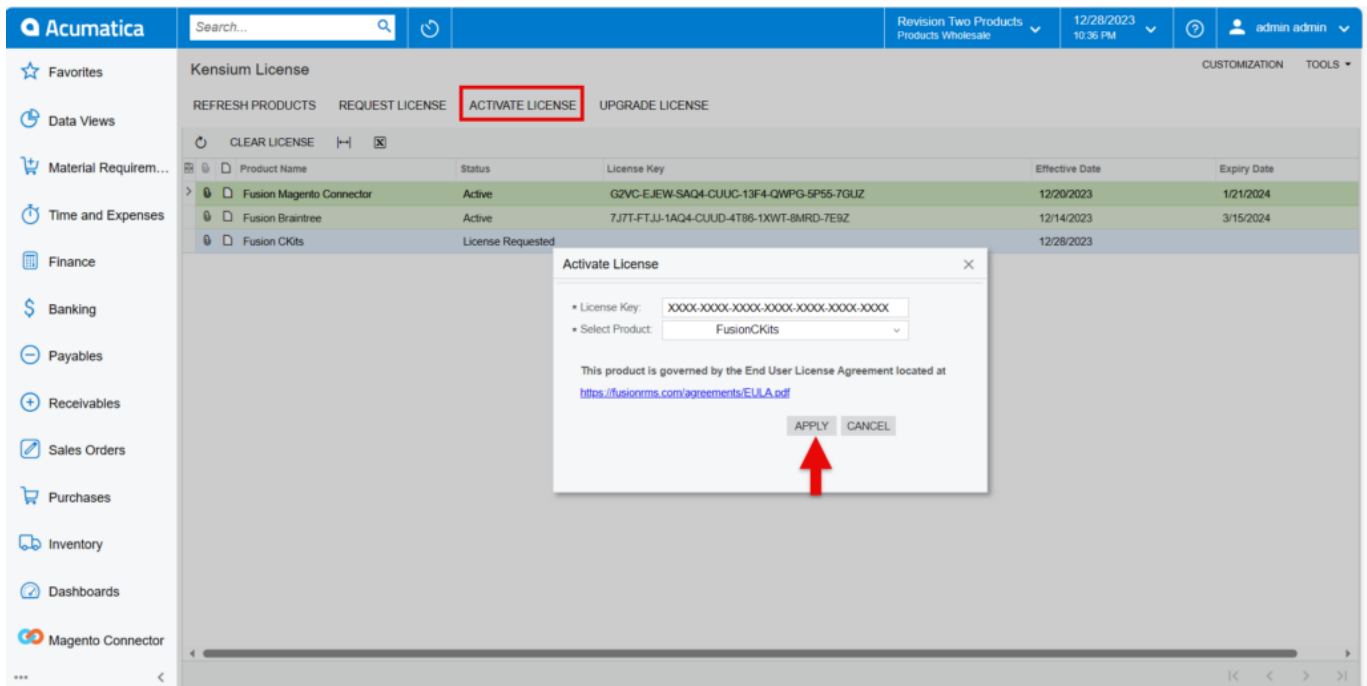 Acumatica
Search...
Revision Two Products
Products Wholesale
12/28/2023
10:36 PM
admin admin
Favorites
Data Views
Material Requirem...
Time and Expenses
Finance
Banking
Payables
Receivables
Sales Orders
Purchases
Inventory
Dashboards
Magento Connector
...
Kensium License
CUSTOMIZATION TOOLS
REFRESH PRODUCTS REQUEST LICENSE ACTIVATE LICENSE UPGRADE LICENSE
CLEAR LICENSE
Product Name Status License Key Effective Date Expiry Date
Fusion Magento Connector Active G2VC-EJEW-SAQ4-CUUC-13F4-QWPG-5P55-7GUZ 12/20/2023 1/21/2024
Fusion Braintree Active 7J7T-FTJJ-1AQ4-CUUD-4T86-1XWT-8MRD-7E9Z 12/14/2023 3/15/2024
Fusion CKits License Requested 12/28/2023
Activate License
License Key: XXXX-XXXX-XXXX-XXXX-XXXX-XXXX-XXXX
Select Product: FusionCKits
This product is governed by the End User License Agreement located at
https://fusionrms.com/agreements/EULA.pdf
APPLY CANCEL